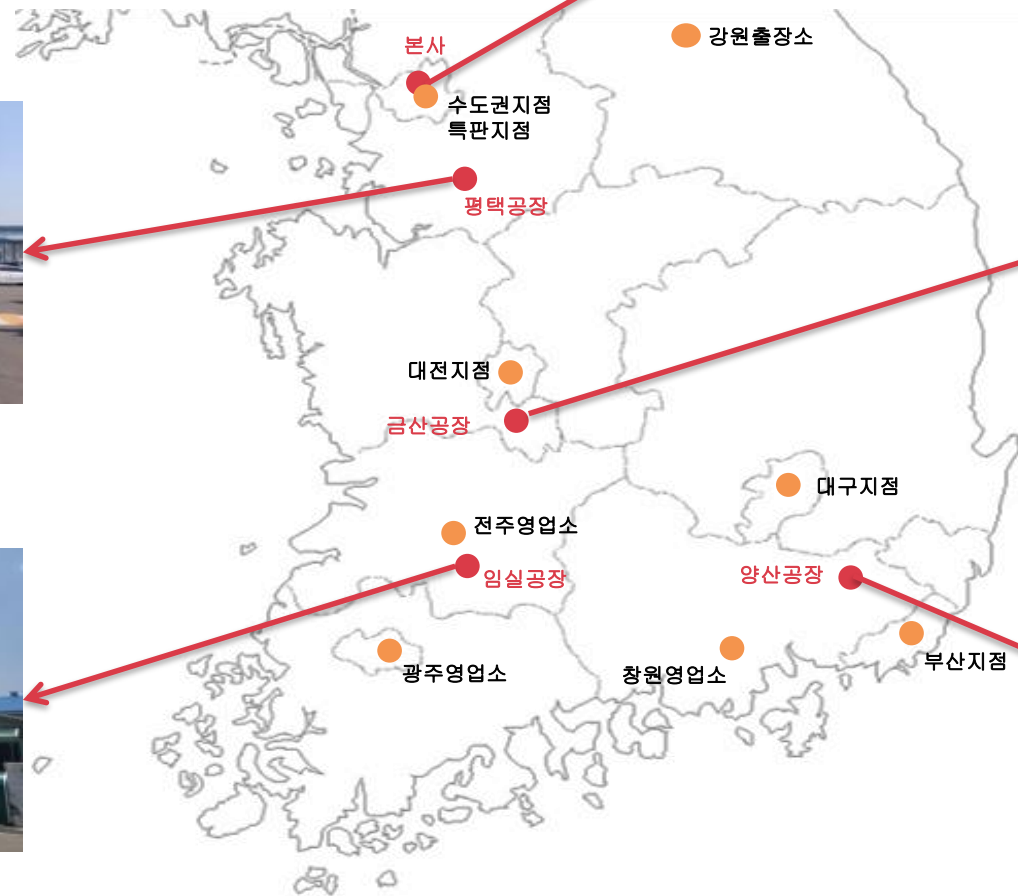 강원출장소
본사
수도권지점
특판지점
평택공장
대전지점
금산공장
대구지점
전주영업소
임실공장
양산공장
광주영업소
창원영업소
부산지점